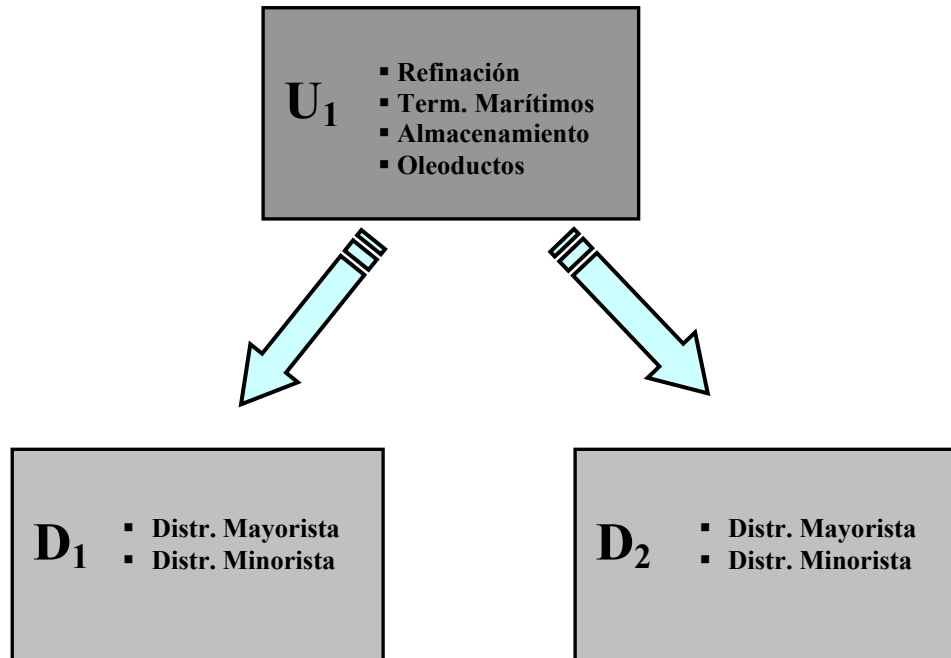 U1
▪ Refinación
▪ Term. Marítimos
▪ Almacenamiento
▪ Oleoductos
D1
▪ Distr. Mayorista
▪ Distr. Minorista
D2
▪ Distr. Mayorista
▪ Distr. Minorista